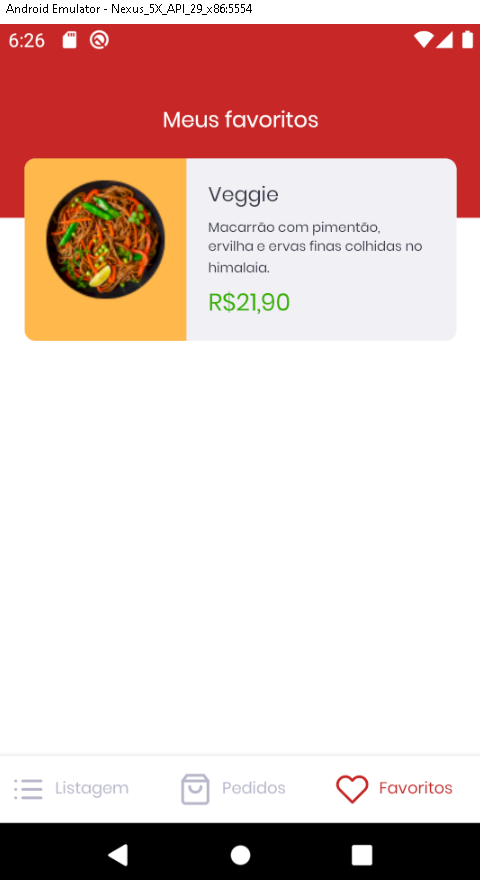 Android Emulator - Nexus_5X_API_29_x86:5554
6:26
Meus favoritos
Veggie
Macarrão com pimentão,
ervilha e ervas finas colhidas no
himalaia.
R$21,90
Listagem
Pedidos
Favoritos